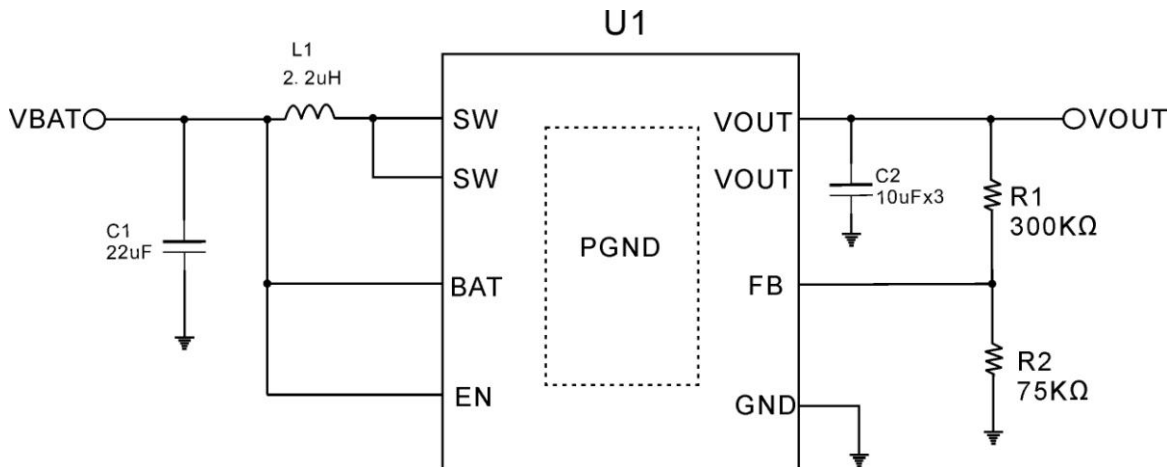 U1
L1
2. 2uH
VBAT
SW
VOUT
VOUT
SW
VOUT
C2
10uFx3
R1
300KΩ
C1
22uF
PGND
BAT
FB
R2
75KΩ
EN
GND